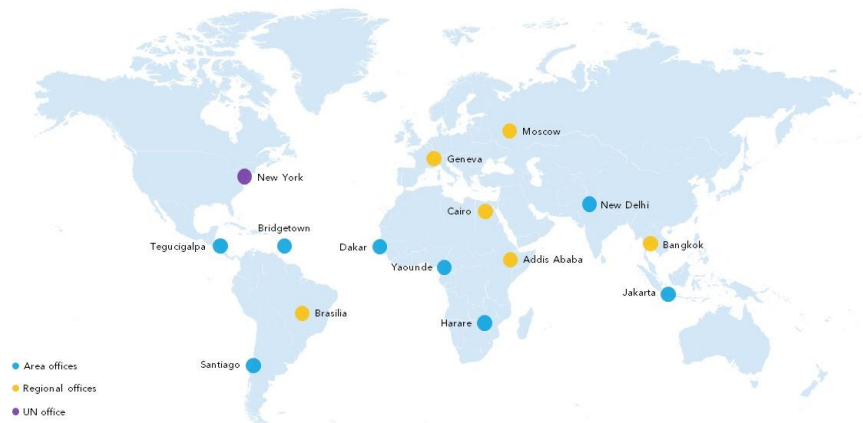 Moscow
Geneva
New York
New Delhi
Cairo
Bridgetown
Tegucigalpa
Dakar
Bangkok
Addis Ababa
Yaounde
Jakarta
Brasilia
Harare
Santiago
Area offices
Regional offices
UN office